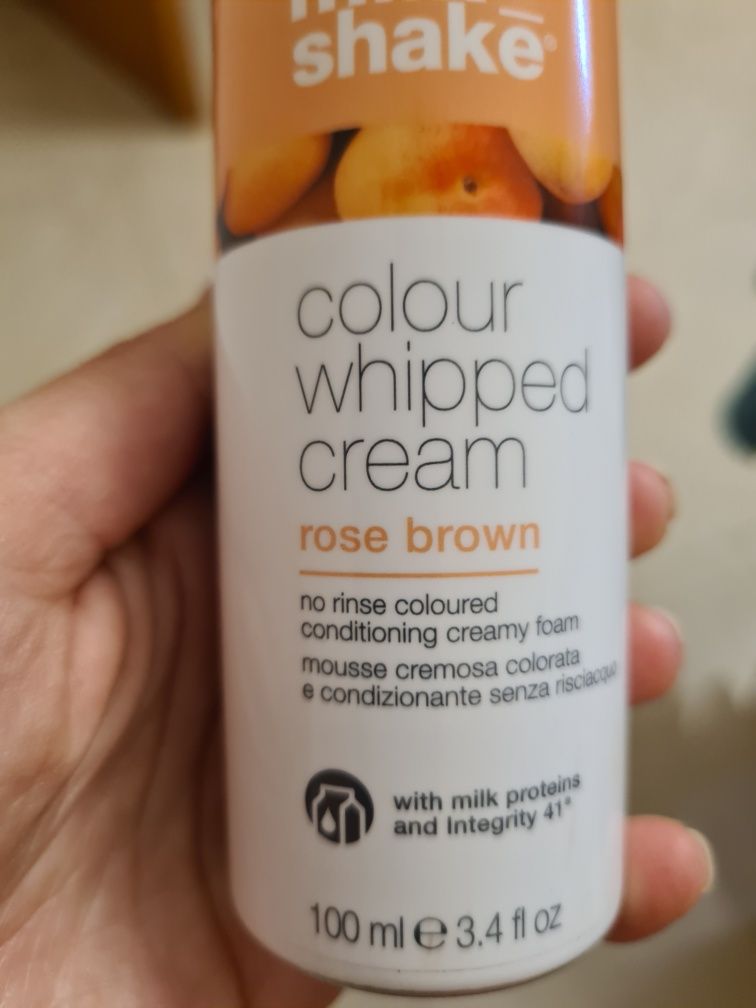 shake®
colour
whipped
cream
rose brown
no rinse coloured
conditioning creamy foam
mousse cremosa colorata
e condizionante senza risciacquo
with milk proteins
and Integrity 41®
100 ml e 3.4 fl oz